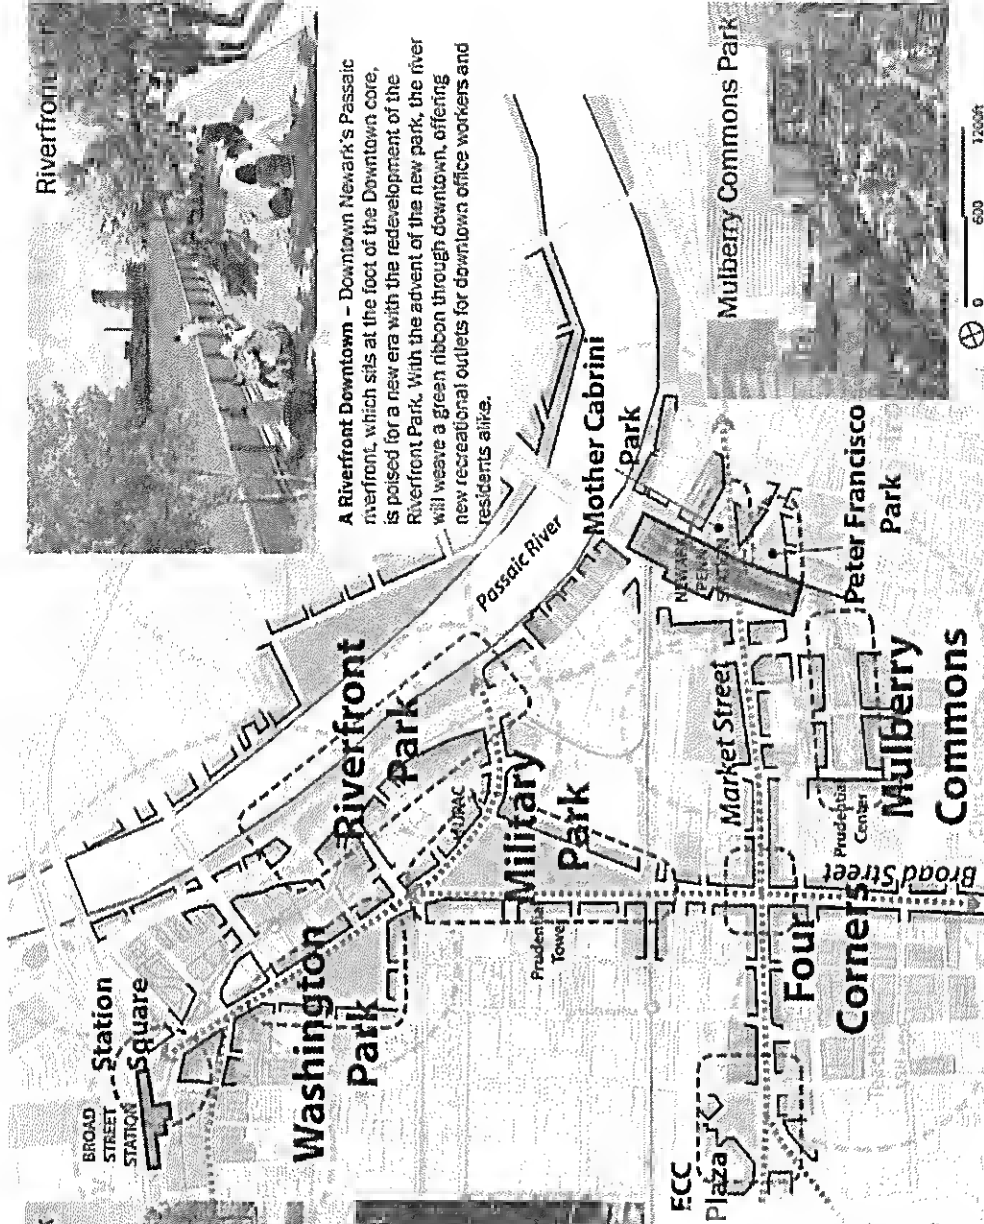 Riverfront
A Riverfront Downtown – Downtown Newark's Passaic
riverfront, which sits at the foot of the Downtown core,
is poised for a new era with the redevelopment of the
Riverfront Park. With the advent of the new park, the river
will weave a green ribbon through downtown, offering
new recreational outlets for downtown office workers and
residents alike.
BROAD
STREET
STATION
Station
Square
Washington
Park
Riverfront
Park
Passaic River
Mother Cabrini
Park
Military
Park
Prudential
Tower
NEWARK
PENN
STATION
Market Street
Peter Francisco
Park
Mulberry
Commons
Prudential
Center
Broad Street
Four
Corners
ECC
Plaza
Mulberry Commons Park
0 600 1200ft